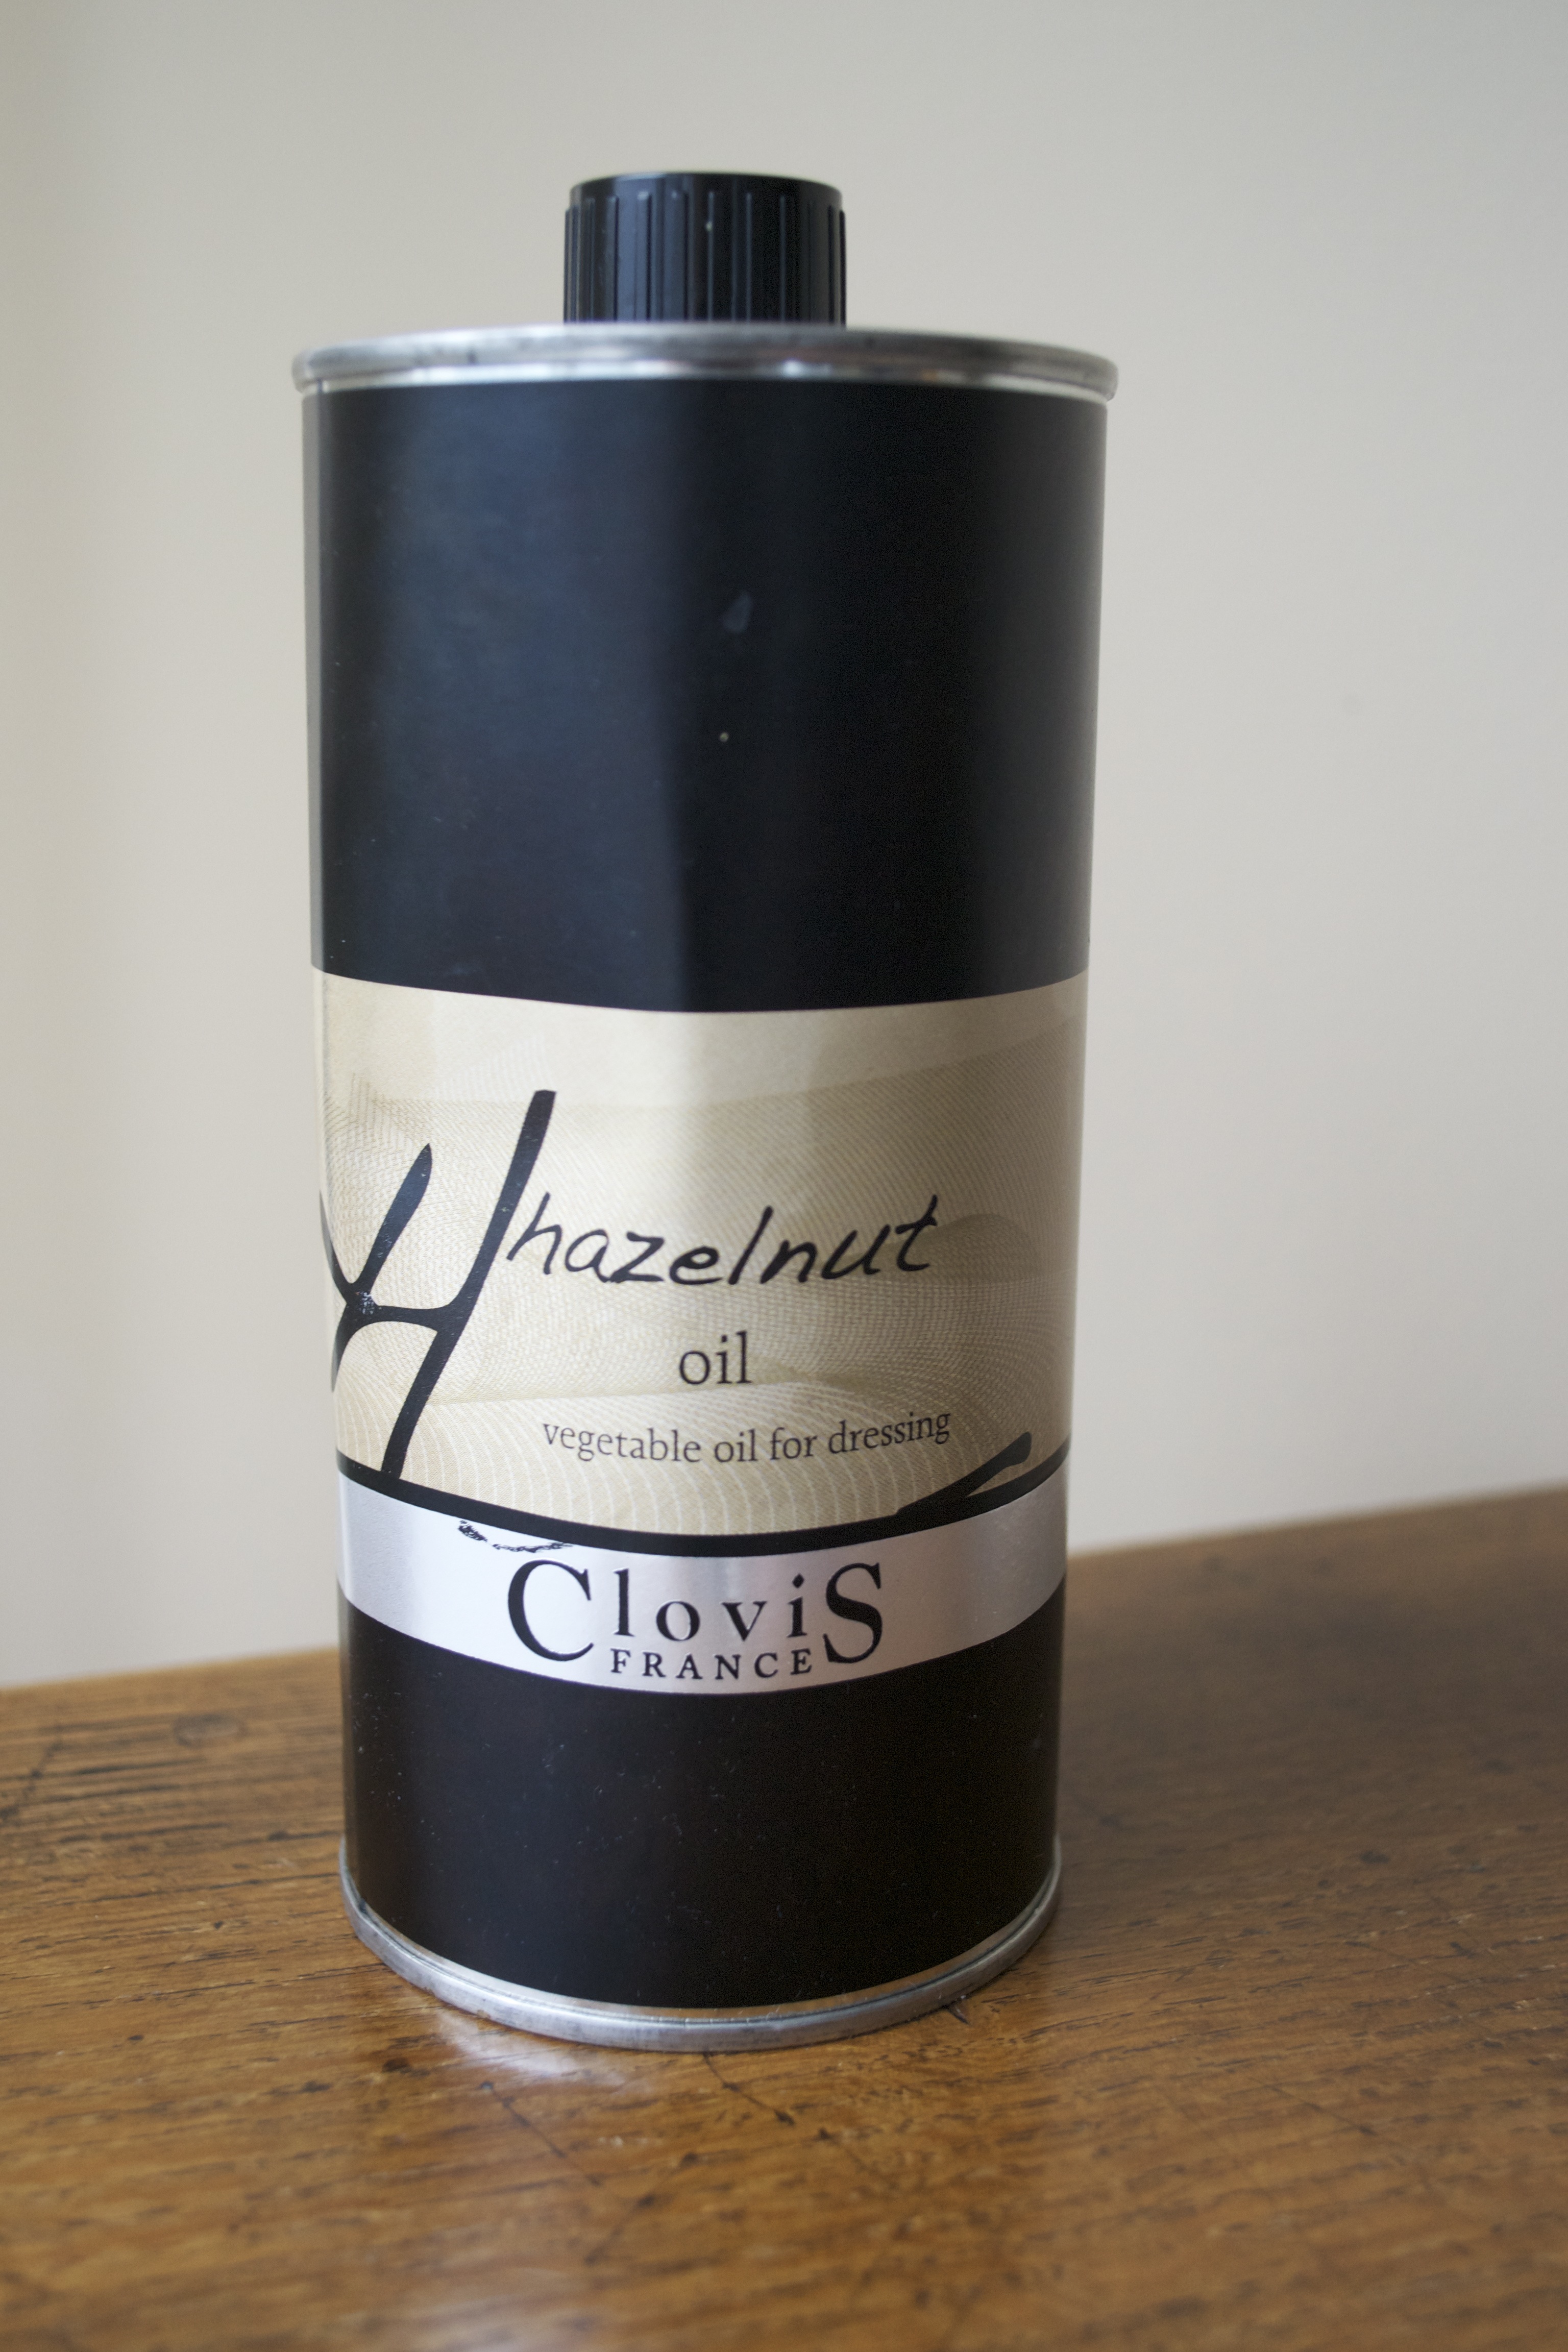 H hazelnut
oil
vegetable oil for dressing
CloviS
FRANCE